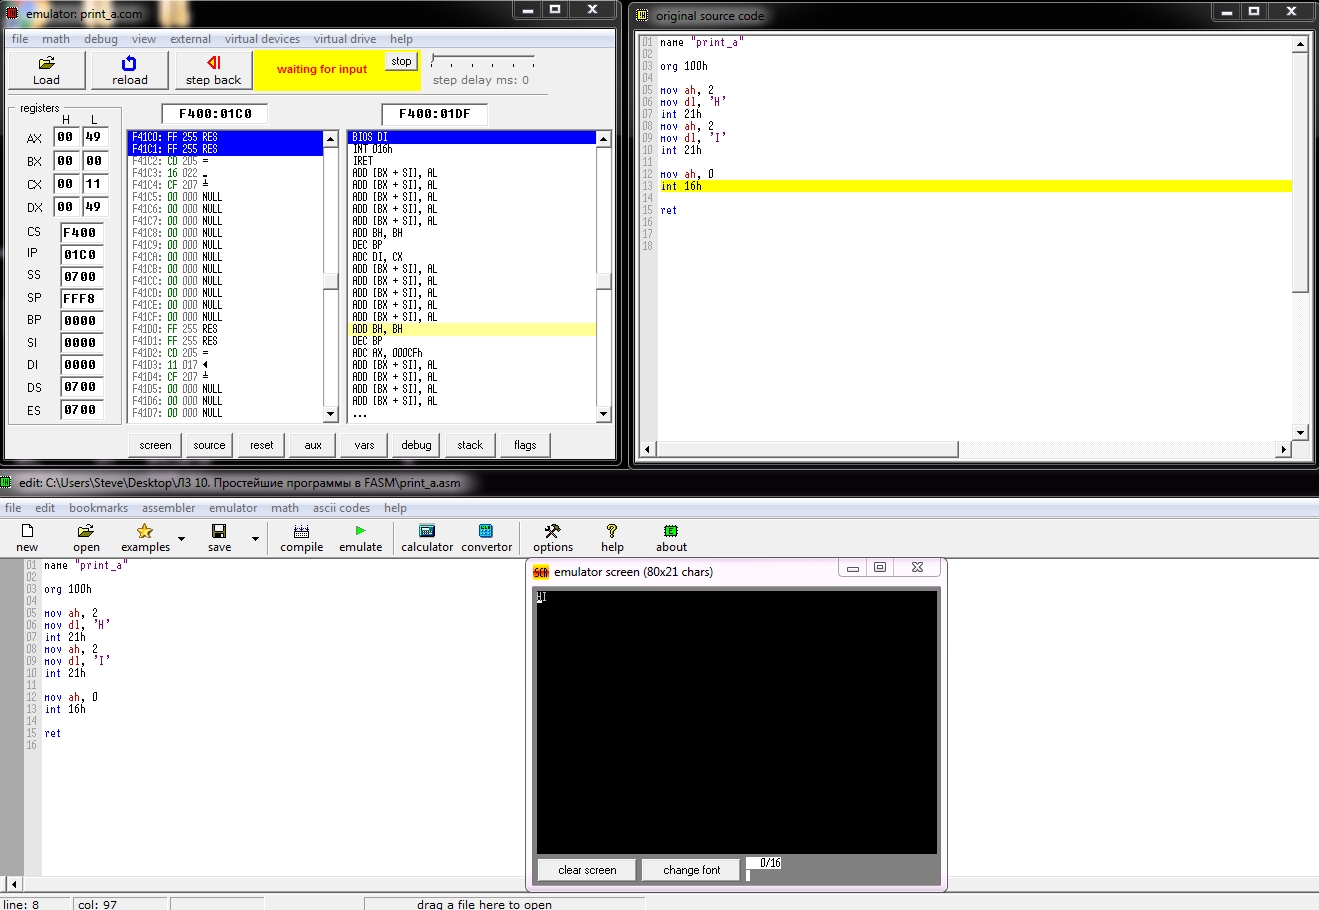 emulator: print_a.com
file math debug view external virtual devices virtual drive help
Load reload step back waiting for input stop step delay ms: 0
registers F400:01C0 F400:01DF
H L
AX 00 49
BX 00 00
CX 00 11
DX 00 49
CS F400
IP 01C0
SS 0700
SP FFF8
BP 0000
SI 0000
DI 0000
DS 0700
ES 0700
F41C0: FF 255 RES
F41C1: FF 255 RES
F41C2: CD 205 =
F41C3: 16 022 ▬
F41C4: CF 207 ╧
F41C5: 00 000 NULL
F41C6: 00 000 NULL
F41C7: 00 000 NULL
F41C8: 00 000 NULL
F41C9: 00 000 NULL
F41CA: 00 000 NULL
F41CB: 00 000 NULL
F41CC: 00 000 NULL
F41CD: 00 000 NULL
F41CE: 00 000 NULL
F41CF: 00 000 NULL
F41D0: FF 255 RES
F41D1: FF 255 RES
F41D2: CD 205 =
F41D3: 11 017 ◄
F41D4: CF 207 ╧
F41D5: 00 000 NULL
F41D6: 00 000 NULL
F41D7: 00 000 NULL
BIOS DI
INT 016h
IRET
ADD [BX + SI], AL
ADD [BX + SI], AL
ADD [BX + SI], AL
ADD [BX + SI], AL
ADD [BX + SI], AL
ADD BH, BH
DEC BP
ADC DI, CX
ADD [BX + SI], AL
ADD [BX + SI], AL
ADD [BX + SI], AL
ADD [BX + SI], AL
ADD [BX + SI], AL
ADD BH, BH
DEC BP
ADC AX, 000CFh
ADD [BX + SI], AL
ADD [BX + SI], AL
ADD [BX + SI], AL
ADD [BX + SI], AL
...
screen source reset aux vars debug stack flags
original source code
01 name "print_a"
02
03 org 100h
04
05 mov ah, 2
06 mov dl, 'H'
07 int 21h
08 mov ah, 2
09 mov dl, 'I'
10 int 21h
11
12 mov ah, 0
13 int 16h
14
15 ret
16
17
18
edit: C:\Users\Steve\Desktop\ЛЗ 10. Простейшие программы в FASM\print_a.asm
file edit bookmarks assembler emulator math ascii codes help
new open examples save compile emulate calculator convertor options help about
01 name "print_a"
02
03 org 100h
04
05 mov ah, 2
06 mov dl, 'H'
07 int 21h
08 mov ah, 2
09 mov dl, 'I'
10 int 21h
11
12 mov ah, 0
13 int 16h
14
15 ret
16
SCR emulator screen (80x21 chars)
HI
clear screen change font 0/16
line: 8 col: 97 drag a file here to open